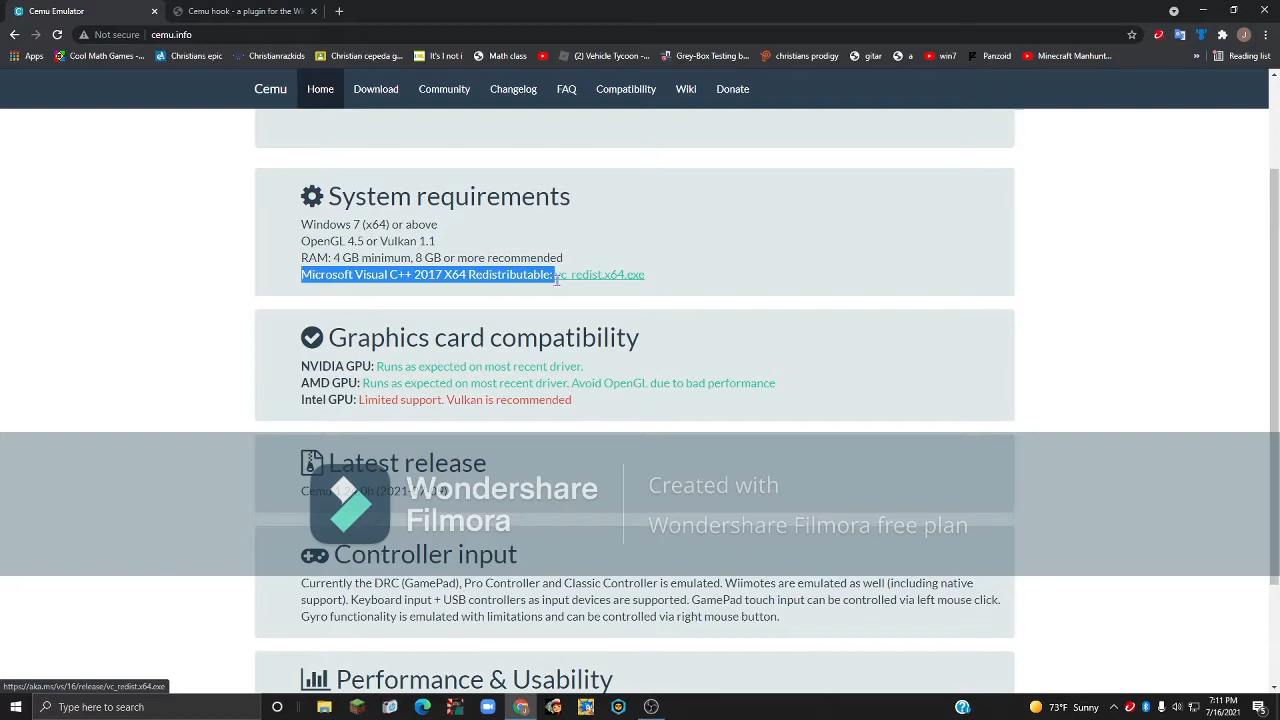 Cemu Emulator
Cemu hook - a plugin for the Wii
Not secure
cemu.info
Apps
Cool Math Games -...
Christian cepeda g...
It's I not i
Math class
(2) Vehicle Tycoon -...
Grey-Box Testing b...
christians prodigy
gitar
a
win7
Panzoid
Minecraft Manhunt...
Reading list
Cemu
Home
Download
Community
Changelog
FAQ
Compatibility
Wiki
Donate
System requirements
Windows 7 (x64) or above
OpenGL 4.5 or Vulkan 1.1
RAM: 4 GB minimum, 8 GB or more recommended
Microsoft Visual C++ 2017 X64 Redistributable: vc_redist.x64.exe
Graphics card compatibility
NVIDIA GPU: Runs as expected on most recent driver.
AMD GPU: Runs as expected on most recent driver. Avoid OpenGL due to bad performance
Intel GPU: Limited support. Vulkan is recommended
Latest release
Cemu
Wondershare
Filmora
Created with
Wondershare Filmora free plan
Controller input
Currently the DRC (GamePad), Pro Controller and Classic Controller is emulated. Wiimotes are emulated as well (including native
support). Keyboard input + USB controllers as input devices are supported. GamePad touch input can be controlled via left mouse click.
Gyro functionality is emulated with limitations and can be controlled via right mouse button.
Performance & Usability
https://aka.ms/vs/16/release/vc_redist.x64.exe
Type here to search
73°F Sunny
7:11 PM
7/16/2021